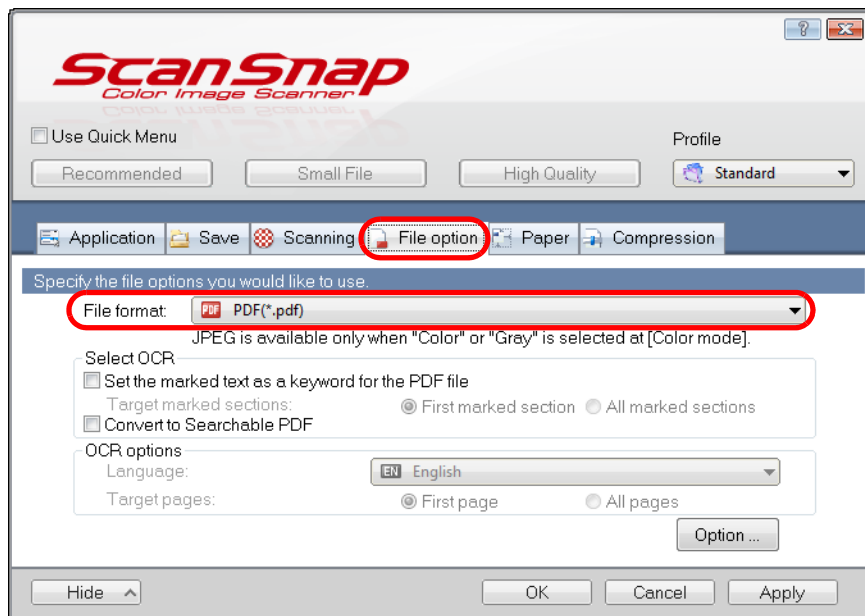 ?
ScanSnap
Color Image Scanner
Use Quick Menu
Profile
Recommended Small File High Quality Standard
Application Save Scanning File option Paper Compression
Specify the file options you would like to use.
File format: PDF PDF(*.pdf)
JPEG is available only when "Color" or "Gray" is selected at [Color mode].
Select OCR
Set the marked text as a keyword for the PDF file
Target marked sections: First marked section All marked sections
Convert to Searchable PDF
OCR options
Language: EN English
Target pages: First page All pages
Option ...
Hide OK Cancel Apply